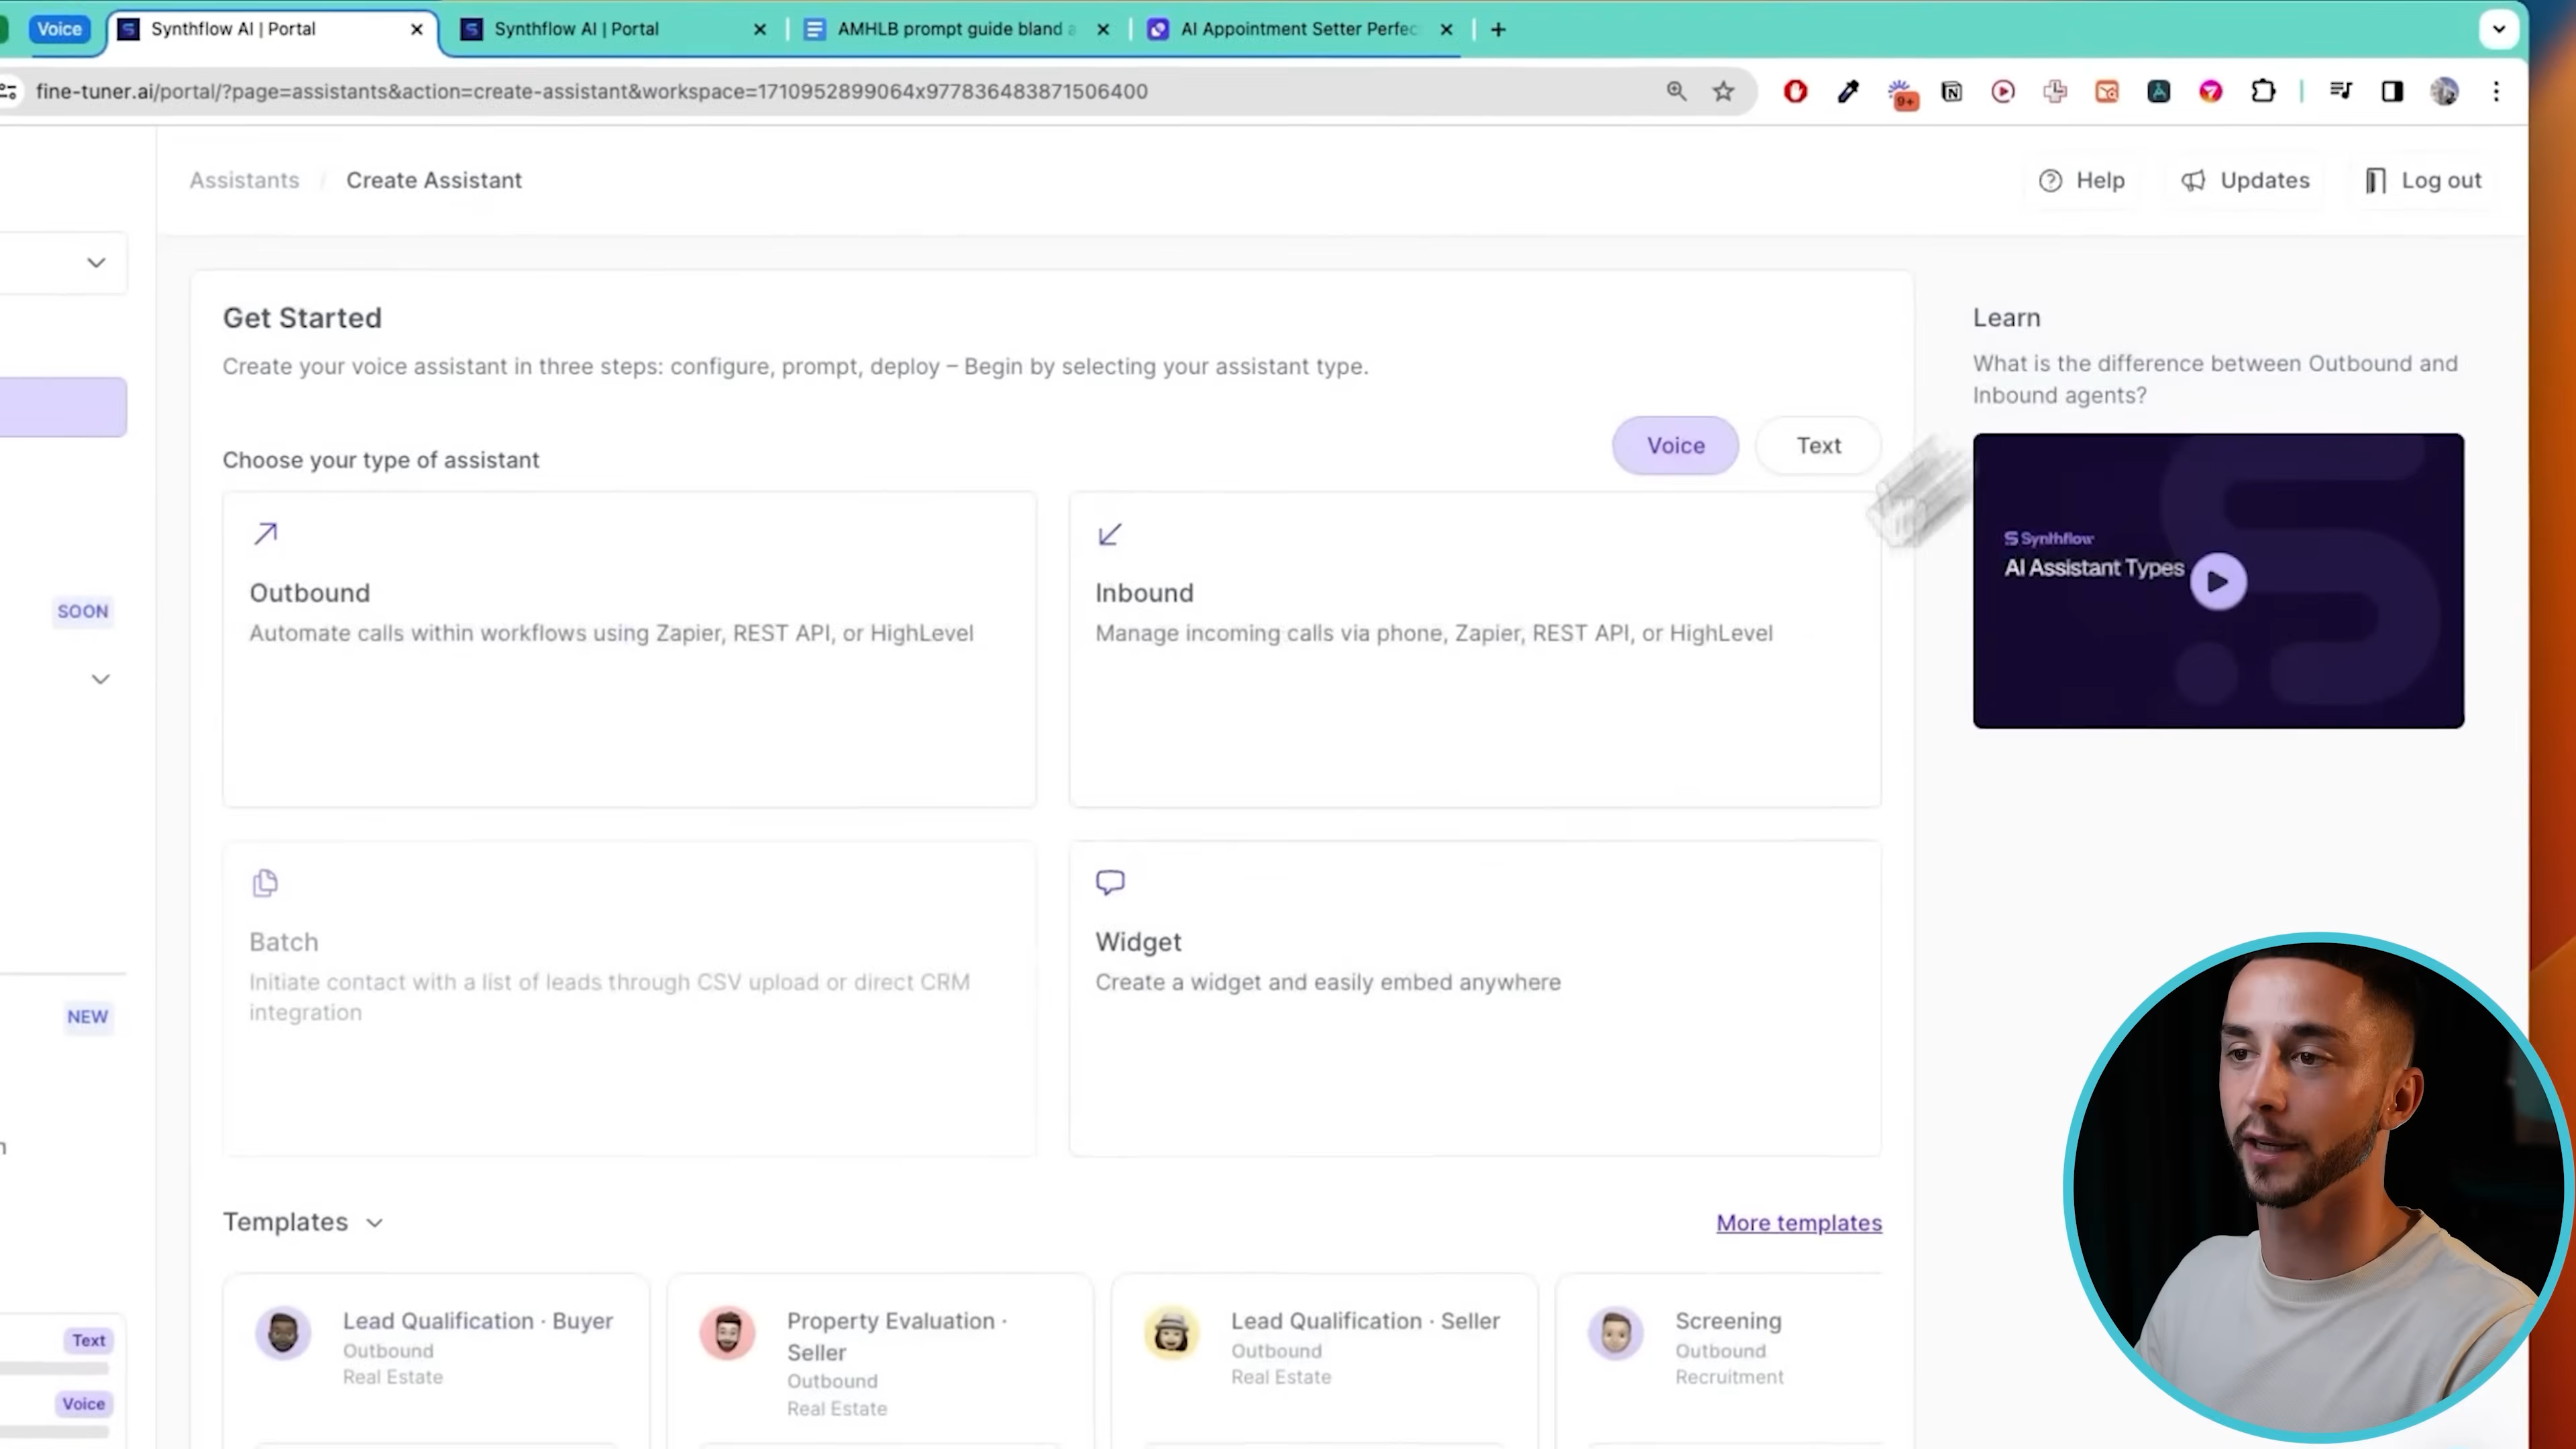 Voice
Synthflow AI | Portal
Synthflow AI | Portal
AMHLB prompt guide bland a
AI Appointment Setter Perfec
fine-tuner.ai/portal/?page=assistants&action=create-assistant&workspace=1710952899064x977836483871506400
9+
Assistants / Create Assistant
Help
Updates
Log out
Get Started
Create your voice assistant in three steps: configure, prompt, deploy – Begin by selecting your assistant type.
Choose your type of assistant
Voice
Text
Outbound
Automate calls within workflows using Zapier, REST API, or HighLevel
Inbound
Manage incoming calls via phone, Zapier, REST API, or HighLevel
Batch
Initiate contact with a list of leads through CSV upload or direct CRM
integration
Widget
Create a widget and easily embed anywhere
Learn
What is the difference between Outbound and
Inbound agents?
Synthflow
AI Assistant Types
SOON
NEW
n
Text
Voice
Templates
More templates
Lead Qualification · Buyer
Outbound
Real Estate
Property Evaluation ·
Seller
Outbound
Real Estate
Lead Qualification · Seller
Outbound
Real Estate
Screening
Outbound
Recruitment